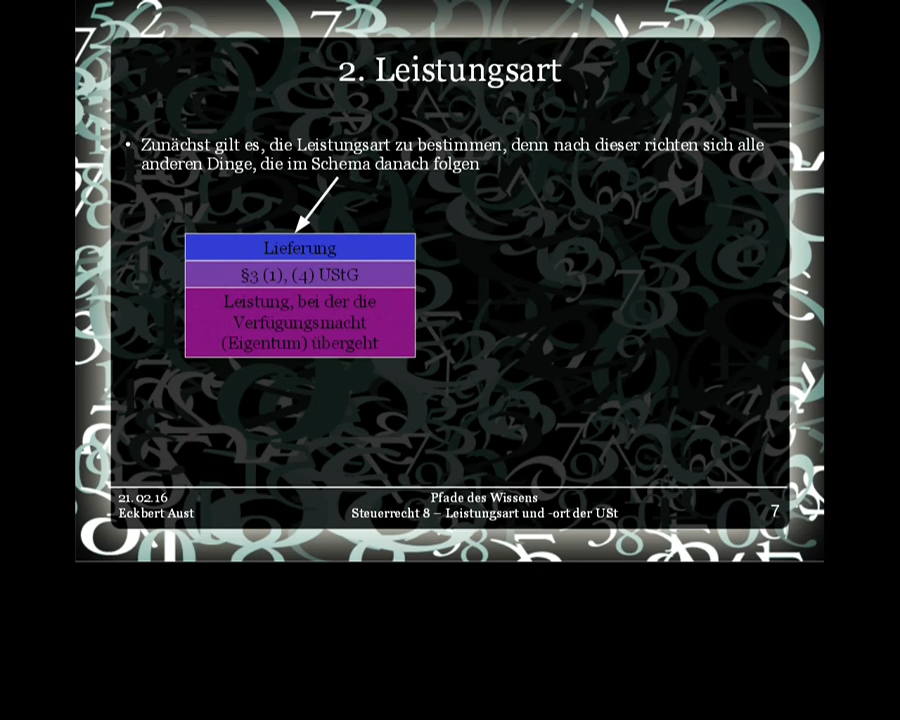 2. Leistungsart
• Zunächst gilt es, die Leistungsart zu bestimmen, denn nach dieser richten sich alle
anderen Dinge, die im Schema danach folgen
Lieferung
§3 (1), (4) UStG
Leistung, bei der die
Verfügungsmacht
(Eigentum) übergeht
21.02.16
Eckbert Aust
Pfade des Wissens
Steuerrecht 8 – Leistungsart und -ort der USt
7